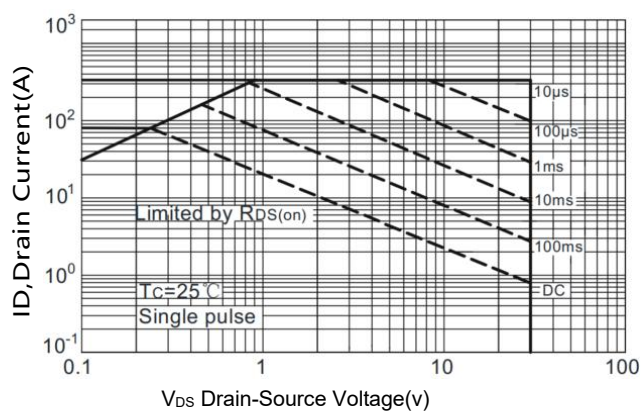 ID,Drain Current(A)
10³
10²
10¹
10⁰
10⁻¹
10μs
100μs
1ms
10ms
100ms
DC
Limited by RDS(on)
Tc=25℃
Single pulse
0.1
1
10
100
VDS Drain-Source Voltage(v)